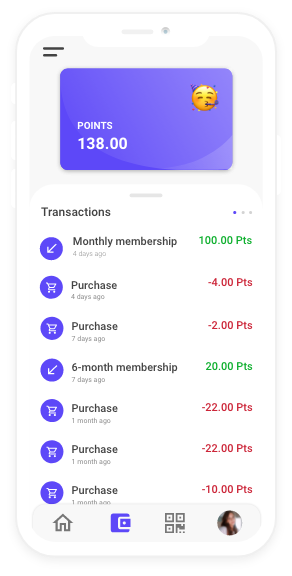 POINTS
138.00
Transactions
Monthly membership 100.00 Pts
4 days ago
Purchase -4.00 Pts
4 days ago
Purchase -2.00 Pts
7 days ago
6-month membership 20.00 Pts
7 days ago
Purchase -22.00 Pts
1 month ago
Purchase -22.00 Pts
1 month ago
Purchase -10.00 Pts
1 month ago